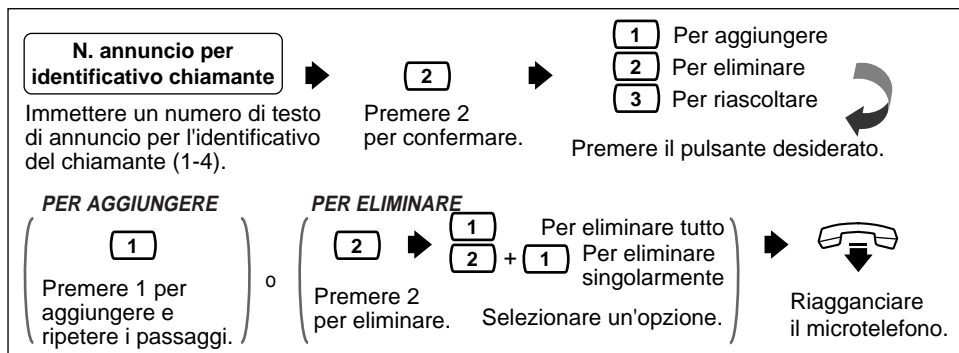 N. annuncio per
identificativo chiamante
Immettere un numero di testo
di annuncio per l'identificativo
del chiamante (1-4).
2
Premere 2
per confermare.
1 Per aggiungere
2 Per eliminare
3 Per riascoltare
Premere il pulsante desiderato.
PER AGGIUNGERE
1
Premere 1 per
aggiungere e
ripetere i passaggi.
o
PER ELIMINARE
2
Premere 2
per eliminare.
1 Per eliminare tutto
2 + 1 Per eliminare
singolarmente
Selezionare un'opzione.
Riagganciare
il microtelefono.